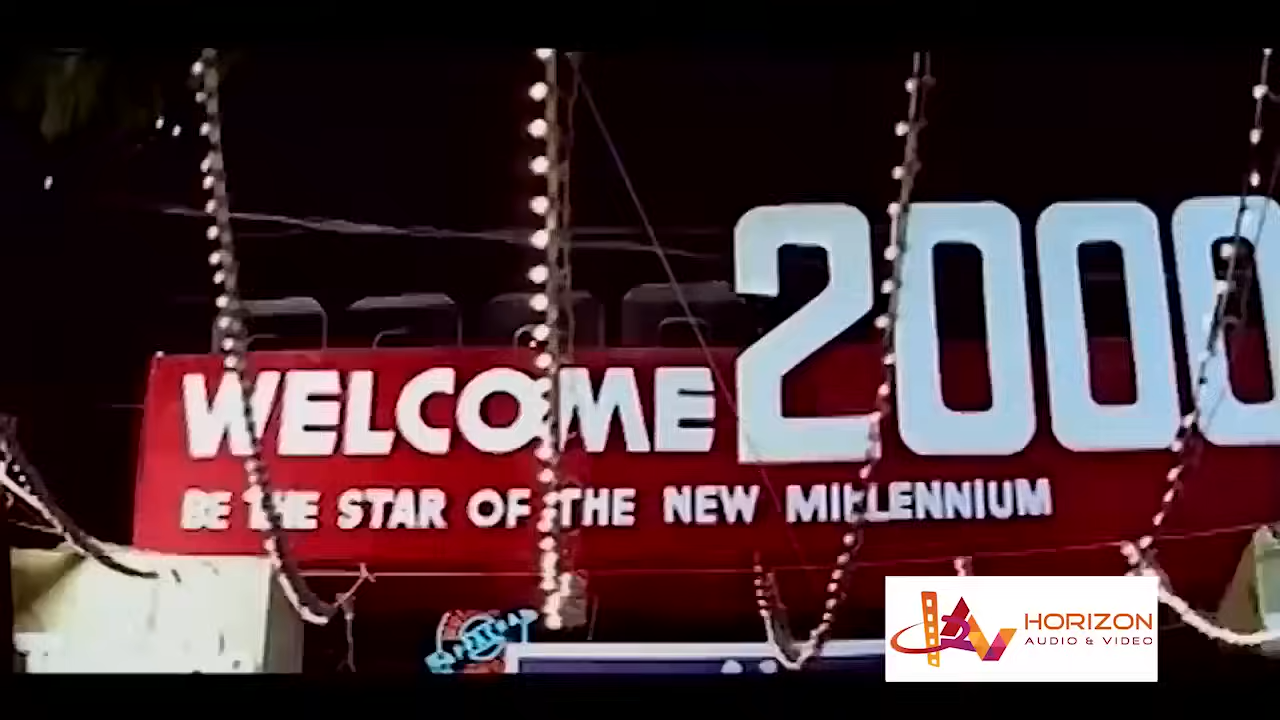 WELCOME 2000
BE THE STAR OF THE NEW MILLENNIUM
HORIZON
AUDIO & VIDEO